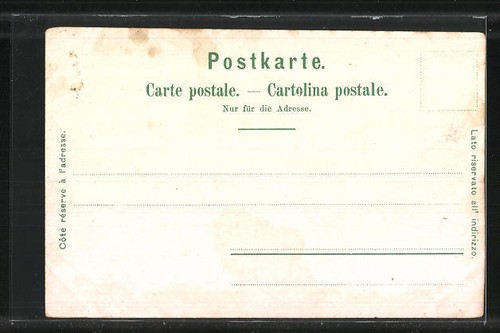 Postkarte.
Carte postale. — Cartolina postale.
Nur für die Adresse.
Côté réservé à l'adresse.
Lato riservato all' indirizzo.